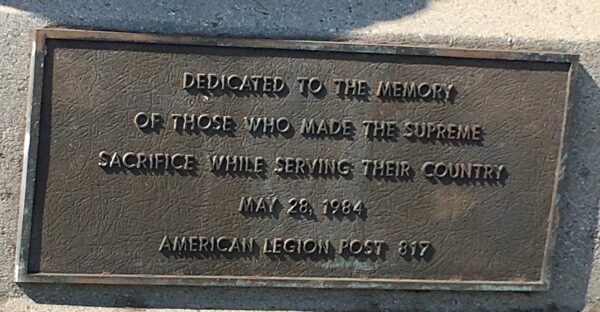 DEDICATED TO THE MEMORY
OF THOSE WHO MADE THE SUPREME
SACRIFICE WHILE SERVING THEIR COUNTRY
MAY 28, 1984
AMERICAN LEGION POST 817